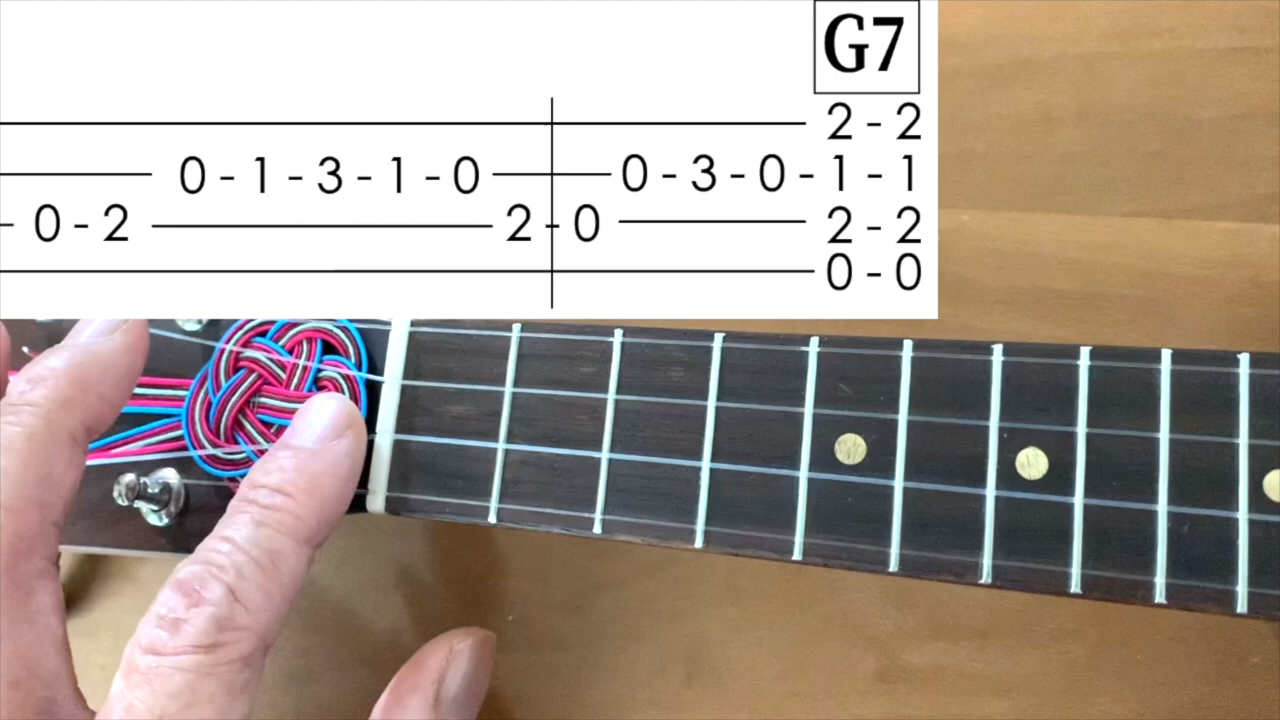 G7
2 - 2
0 - 1 - 3 - 1 - 0 0 - 3 - 0 - 1 - 1
- 0 - 2 2 - 0 2 - 2
0 - 0